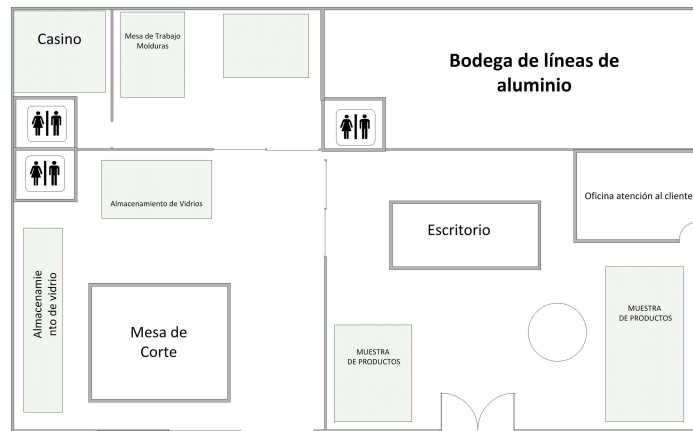 Casino
Mesa de Trabajo
Molduras
Bodega de líneas de
aluminio
Almacenamiento de Vidrios
Oficina atención al cliente
Escritorio
Almacenamie
nto de vidrio
Mesa de
Corte
MUESTRA
DE PRODUCTOS
MUESTRA
DE PRODUCTOS